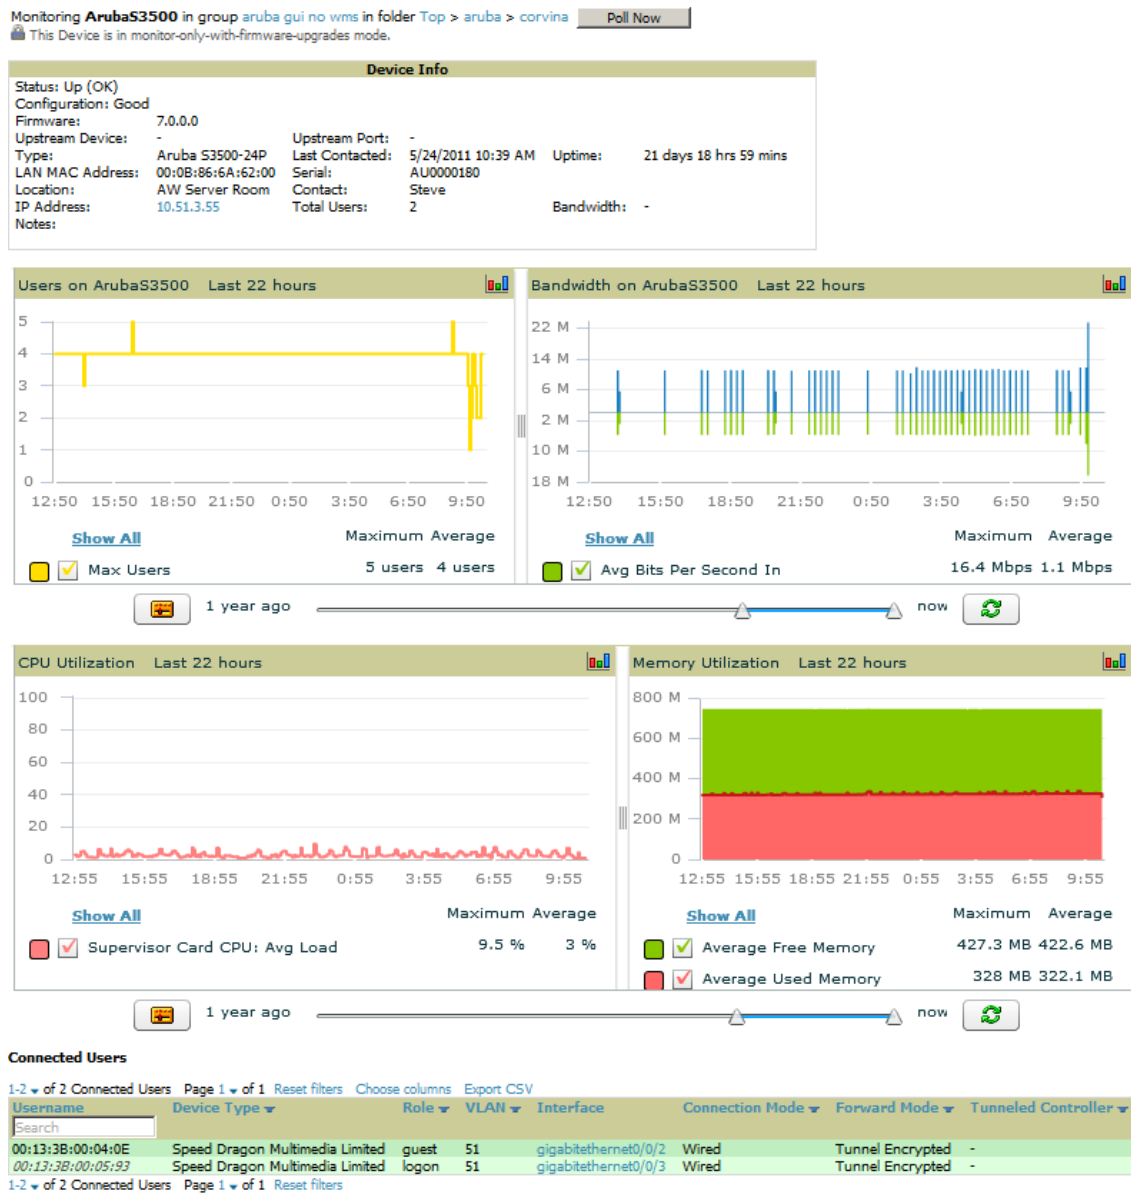 Monitoring ArubaS3500 in group aruba gui no wms in folder Top > aruba > corvina Poll Now
This Device is in monitor-only-with-firmware-upgrades mode.
Device Info
Status: Up (OK)
Configuration: Good
Firmware: 7.0.0.0
Upstream Device: - Upstream Port: -
Type: Aruba S3500-24P Last Contacted: 5/24/2011 10:39 AM Uptime: 21 days 18 hrs 59 mins
LAN MAC Address: 00:0B:86:6A:62:00 Serial: AU0000180
Location: AW Server Room Contact: Steve
IP Address: 10.51.3.55 Total Users: 2 Bandwidth: -
Notes:
Users on ArubaS3500 Last 22 hours
5
4
3
2
1
0
12:50 15:50 18:50 21:50 0:50 3:50 6:50 9:50
Show All Maximum Average
Max Users 5 users 4 users
Bandwidth on ArubaS3500 Last 22 hours
22 M
14 M
6 M
2 M
10 M
18 M
12:50 15:50 18:50 21:50 0:50 3:50 6:50 9:50
Show All Maximum Average
Avg Bits Per Second In 16.4 Mbps 1.1 Mbps
1 year ago now
CPU Utilization Last 22 hours
100
80
60
40
20
0
12:55 15:55 18:55 21:55 0:55 3:55 6:55 9:55
Show All Maximum Average
Supervisor Card CPU: Avg Load 9.5 % 3 %
Memory Utilization Last 22 hours
800 M
600 M
400 M
200 M
0
12:55 15:55 18:55 21:55 0:55 3:55 6:55 9:55
Show All Maximum Average
Average Free Memory 427.3 MB 422.6 MB
Average Used Memory 328 MB 322.1 MB
1 year ago now
Connected Users
1-2 of 2 Connected Users Page 1 of 1 Reset filters Choose columns Export CSV
Username Device Type Role VLAN Interface Connection Mode Forward Mode Tunneled Controller
Search
00:13:3B:00:04:0E Speed Dragon Multimedia Limited guest 51 gigabitethernet0/0/2 Wired Tunnel Encrypted -
00:13:3B:00:05:93 Speed Dragon Multimedia Limited logon 51 gigabitethernet0/0/3 Wired Tunnel Encrypted -
1-2 of 2 Connected Users Page 1 of 1 Reset filters